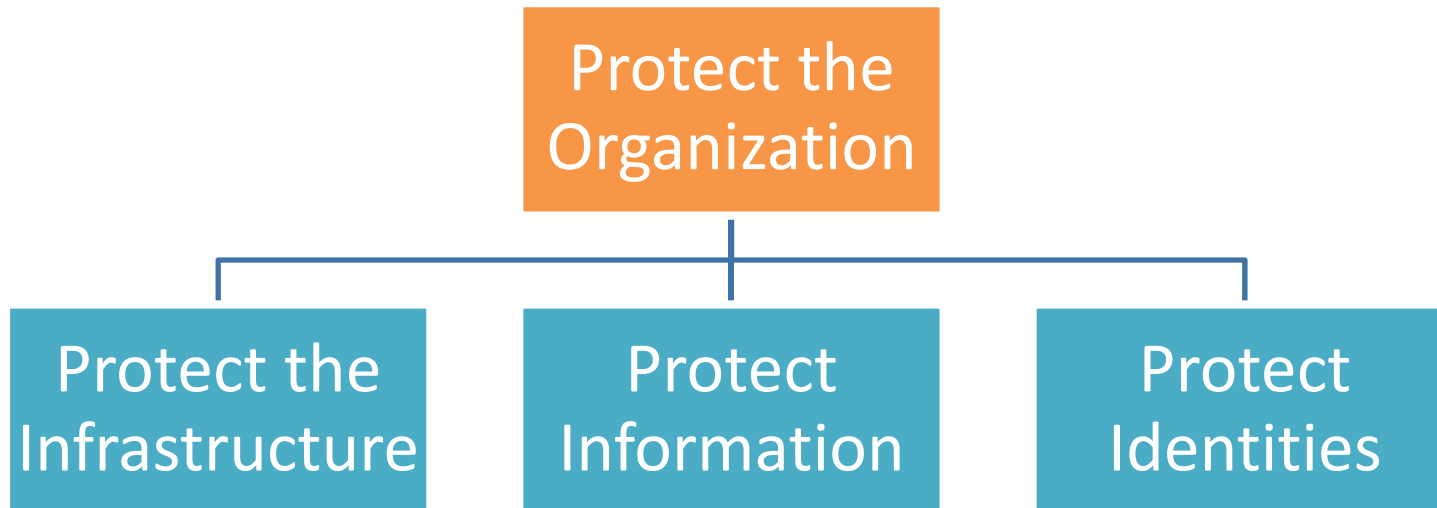 Protect the
Organization
Protect the
Infrastructure
Protect
Information
Protect
Identities